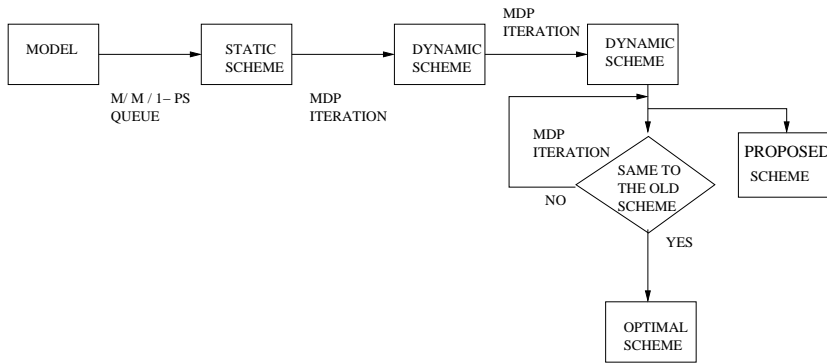 MODEL
M/ M / 1– PS
QUEUE
STATIC
SCHEME
MDP
ITERATION
DYNAMIC
SCHEME
MDP
ITERATION
DYNAMIC
SCHEME
MDP
ITERATION
SAME TO
THE OLD
SCHEME
NO
YES
PROPOSED
SCHEME
OPTIMAL
SCHEME